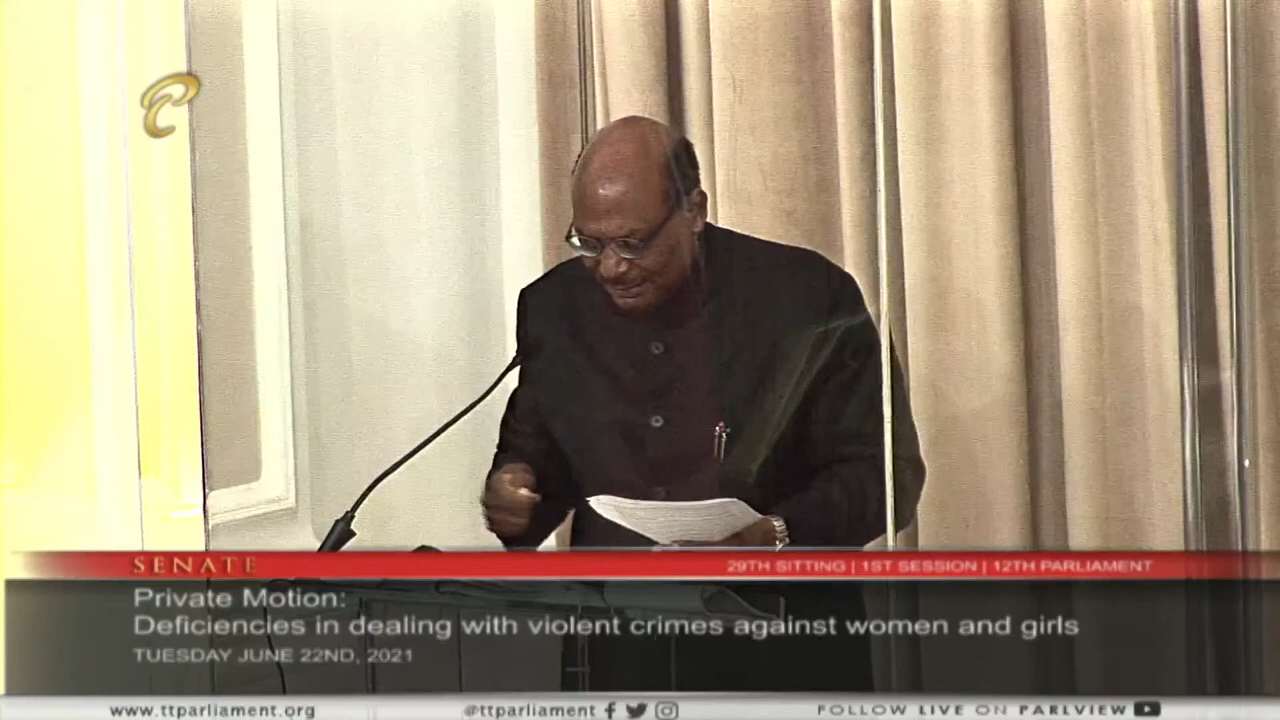 SENATE
29TH SITTING | 1ST SESSION | 12TH PARLIAMENT
Private Motion:
Deficiencies in dealing with violent crimes against women and girls
TUESDAY JUNE 22ND, 2021
www.ttparliament.org @ttparliament FOLLOW LIVE ON PARLVIEW